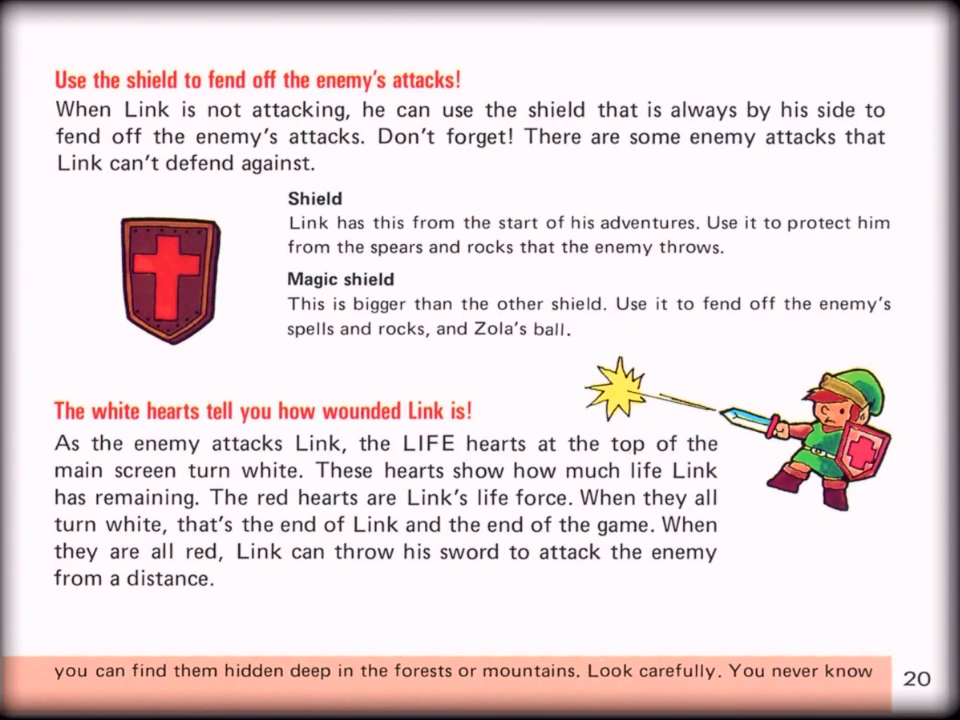 Use the shield to fend off the enemy's attacks!
When Link is not attacking, he can use the shield that is always by his side to
fend off the enemy's attacks. Don't forget! There are some enemy attacks that
Link can't defend against.
Shield
Link has this from the start of his adventures. Use it to protect him
from the spears and rocks that the enemy throws.
Magic shield
This is bigger than the other shield. Use it to fend off the enemy's
spells and rocks, and Zola's ball.
The white hearts tell you how wounded Link is!
As the enemy attacks Link, the LIFE hearts at the top of the
main screen turn white. These hearts show how much life Link
has remaining. The red hearts are Link's life force. When they all
turn white, that's the end of Link and the end of the game. When
they are all red, Link can throw his sword to attack the enemy
from a distance.
you can find them hidden deep in the forests or mountains. Look carefully. You never know
20